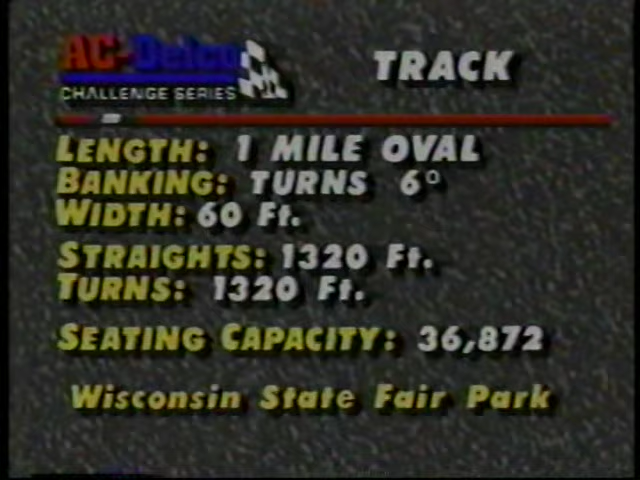 AC-Delco
CHALLENGE SERIES
TRACK
LENGTH: 1 MILE OVAL
BANKING: TURNS 6°
WIDTH: 60 Ft.
STRAIGHTS: 1320 Ft.
TURNS: 1320 Ft.
SEATING CAPACITY: 36,872
Wisconsin State Fair Park